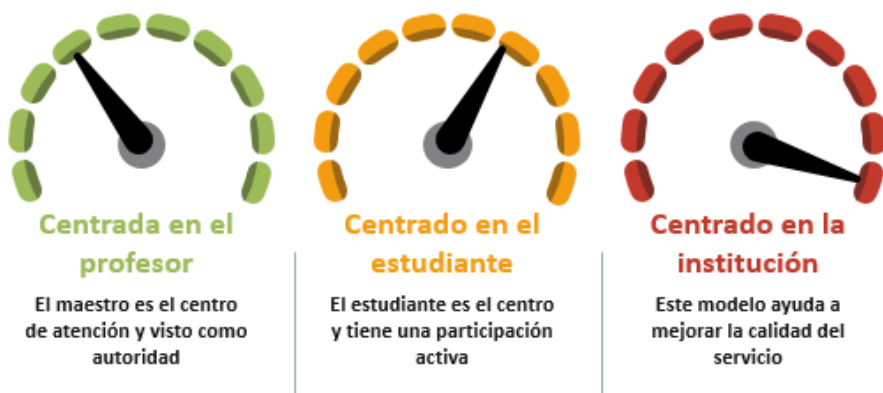 Centrada en el
profesor
El maestro es el centro
de atención y visto como
autoridad
Centrado en el
estudiante
El estudiante es el centro
y tiene una participación
activa
Centrado en la
institución
Este modelo ayuda a
mejorar la calidad del
servicio